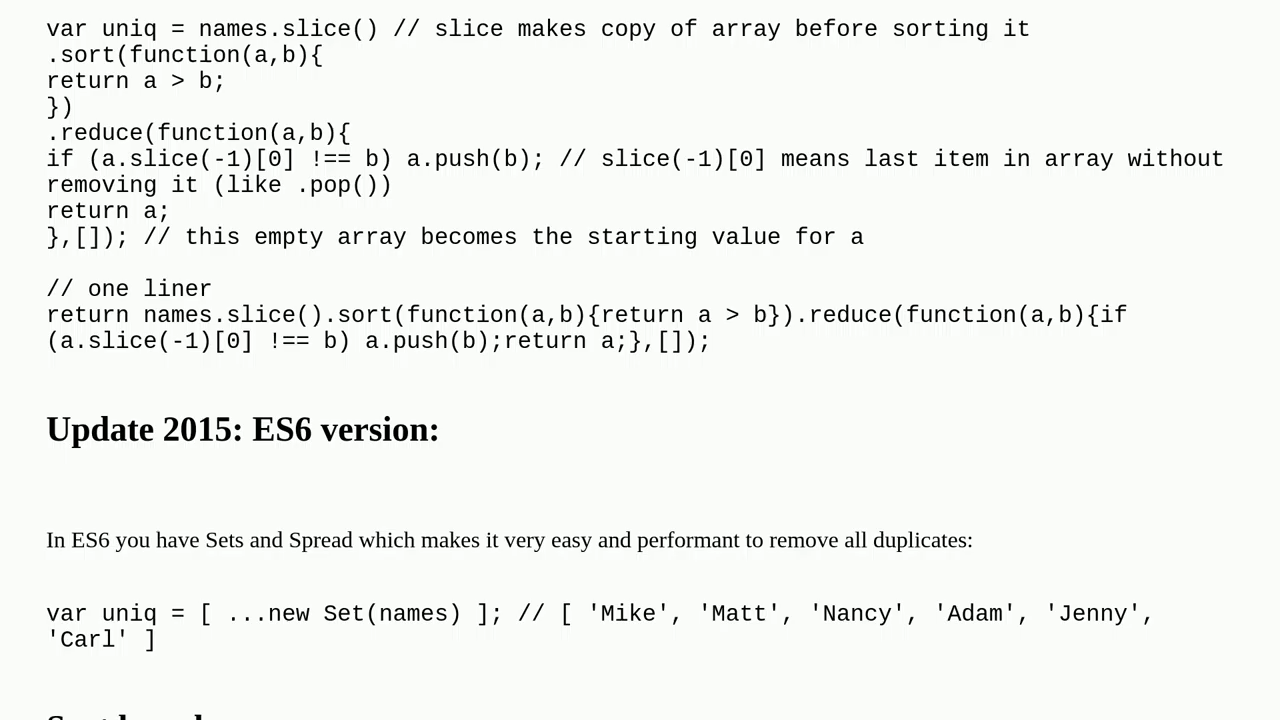 var uniq = names.slice() // slice makes copy of array before sorting it
.sort(function(a,b){
return a > b;
})
.reduce(function(a,b){
if (a.slice(-1)[0] !== b) a.push(b); // slice(-1)[0] means last item in array without
removing it (like .pop())
return a;
},[]); // this empty array becomes the starting value for a

// one liner
return names.slice().sort(function(a,b){return a > b}).reduce(function(a,b){if
(a.slice(-1)[0] !== b) a.push(b);return a;},[]);

Update 2015: ES6 version:

In ES6 you have Sets and Spread which makes it very easy and performant to remove all duplicates:

var uniq = [ ...new Set(names) ]; // [ 'Mike', 'Matt', 'Nancy', 'Adam', 'Jenny',
'Carl' ]